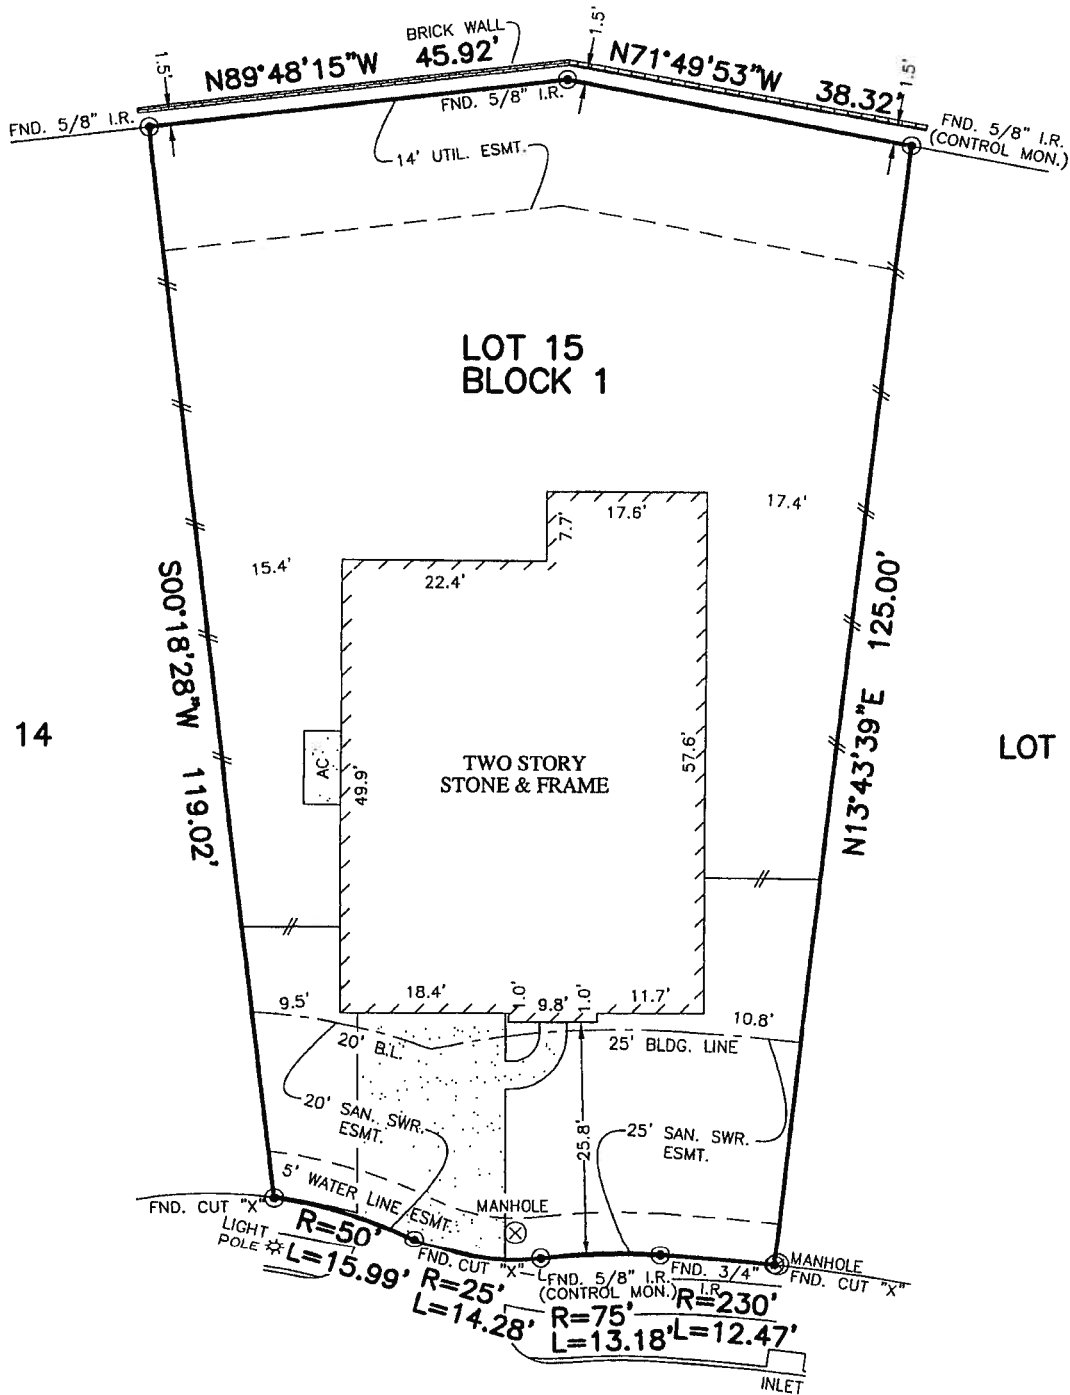 BRICK WALL
1.5'
1.5'
1.5'
N89°48'15"W 45.92'
N71°49'53"W 38.32'
FND. 5/8" I.R.
FND. 5/8" I.R.
FND. 5/8" I.R.
(CONTROL MON.)
14' UTIL. ESMT.
LOT 15
BLOCK 1
17.6'
17.4'
7.7'
15.4'
22.4'
S00°18'28"W 119.02'
N13°43'39"E 125.00'
14
LOT
AC
49.9'
TWO STORY
STONE & FRAME
57.6'
9.5'
18.4'
1.0'
9.8'
1.0'
11.7'
10.8'
20' B.L.
25' BLDG. LINE
20' SAN. SWR.
ESMT.
25.8'
25' SAN. SWR.
ESMT.
5' WATER LINE ESMT.
MANHOLE
FND. CUT "X"
LIGHT
POLE
R=50'
L=15.99'
FND. CUT "X"
R=25'
L=14.28'
FND. 5/8" I.R.
(CONTROL MON.)
R=75'
L=13.18'
FND. 3/4"
I.R.
R=230'
L=12.47'
MANHOLE
FND. CUT "X"
INLET